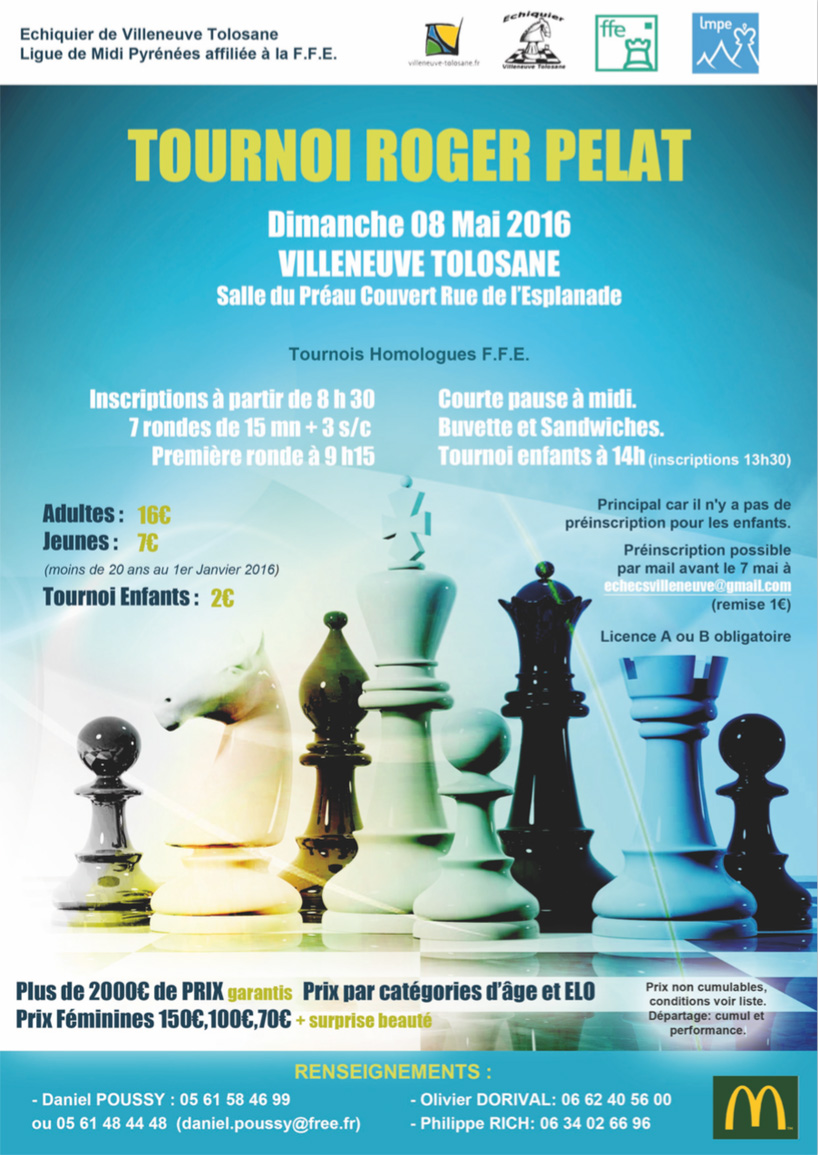 Echiquier de Villeneuve Tolosane
Ligue de Midi Pyrénées affiliée à la F.F.E.
villeneuve-tolosane.fr
Echiquier
Villeneuve Tolosane
ffe
lmpe
TOURNOI ROGER PELAT
Dimanche 08 Mai 2016
VILLENEUVE TOLOSANE
Salle du Préau Couvert Rue de l'Esplanade
Tournois Homologues F.F.E.
Inscriptions à partir de 8 h 30
7 rondes de 15 mn + 3 s/c
Première ronde à 9 h15
Courte pause à midi.
Buvette et Sandwiches.
Tournoi enfants à 14h (inscriptions 13h30)
Adultes : 16€
Jeunes : 7€
(moins de 20 ans au 1er Janvier 2016)
Tournoi Enfants : 2€
Principal car il n'y a pas de
préinscription pour les enfants.
Préinscription possible
par mail avant le 7 mai à
echecsvilleneuve@gmail.com
(remise 1€)
Licence A ou B obligatoire
Plus de 2000€ de PRIX garantis Prix par catégories d'âge et ELO
Prix Féminines 150€,100€,70€ + surprise beauté
Prix non cumulables,
conditions voir liste.
Départage: cumul et
performance.
RENSEIGNEMENTS :
- Daniel POUSSY : 05 61 58 46 99
ou 05 61 48 44 48 (daniel.poussy@free.fr)
- Olivier DORIVAL: 06 62 40 56 00
- Philippe RICH: 06 34 02 66 96